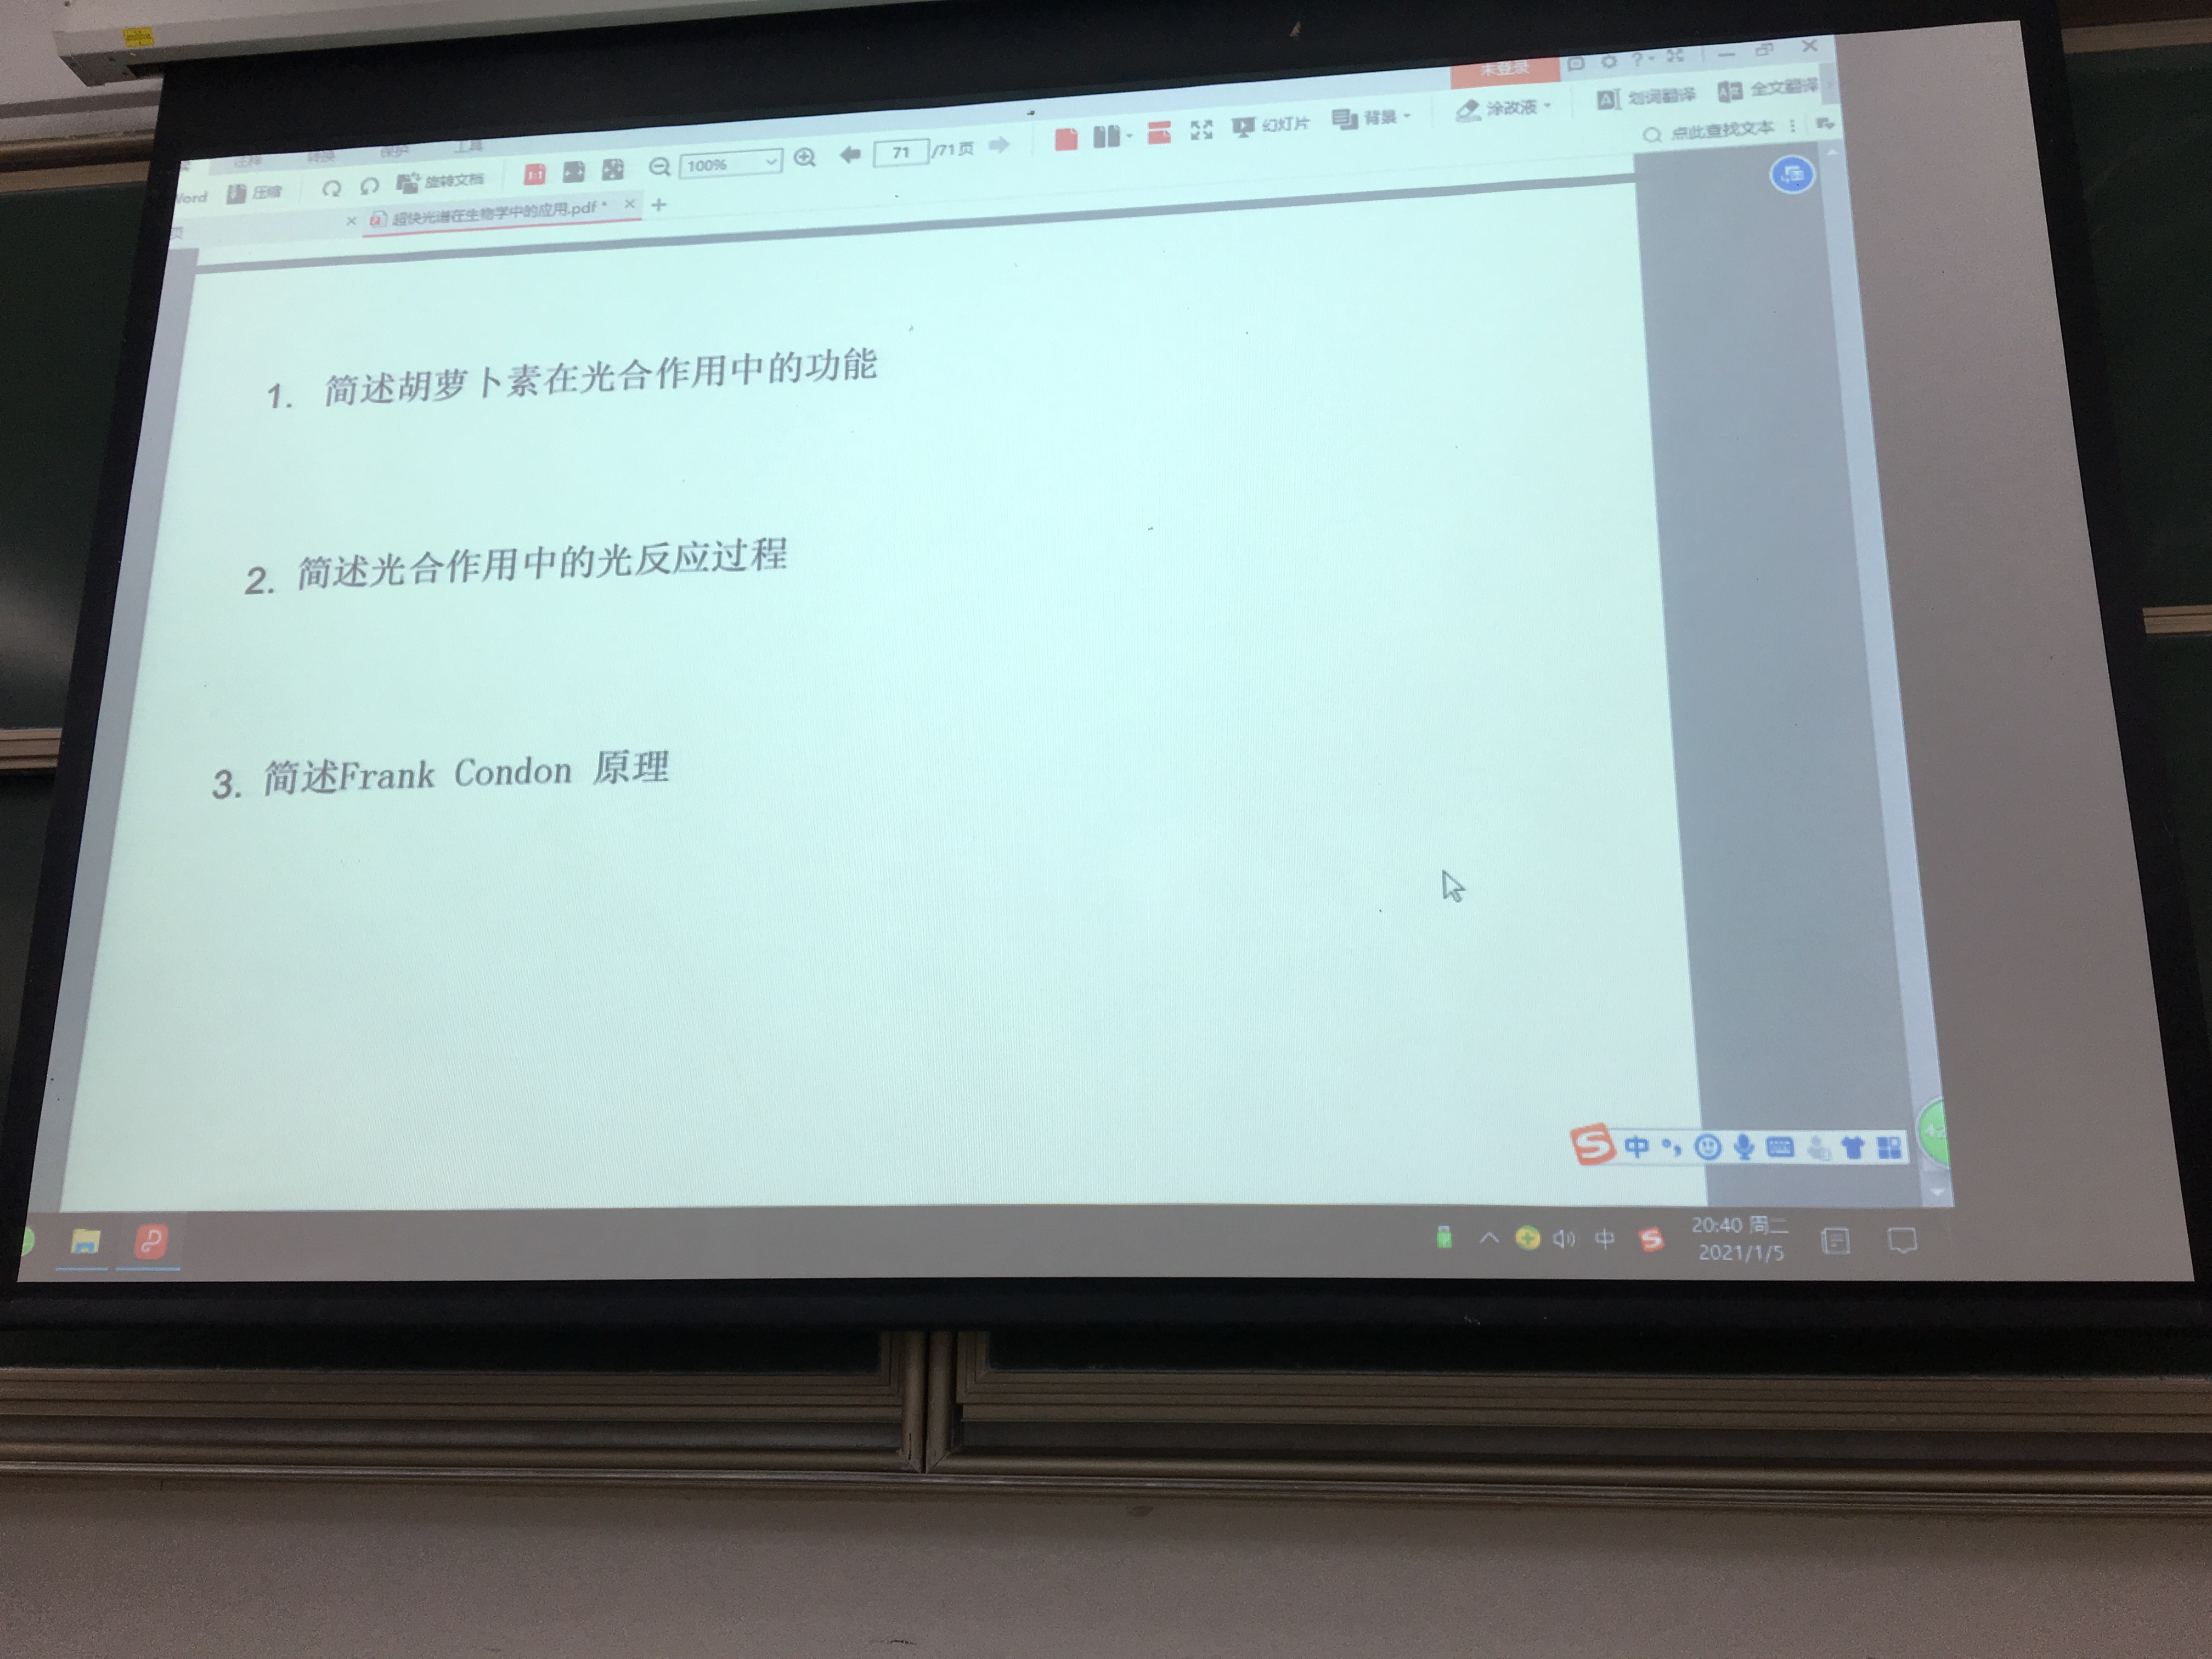 未登录
注释 转换 保护 工具
Word 压缩 旋转文档 1:1 100% 71 /71页 幻灯片 背景 涂改液 划词翻译 全文翻译
点此查找文本
超快光谱在生物学中的应用.pdf *
1. 简述胡萝卜素在光合作用中的功能
2. 简述光合作用中的光反应过程
3. 简述Frank Condon 原理
S 中
42
中 S 20:40 周二
2021/1/5